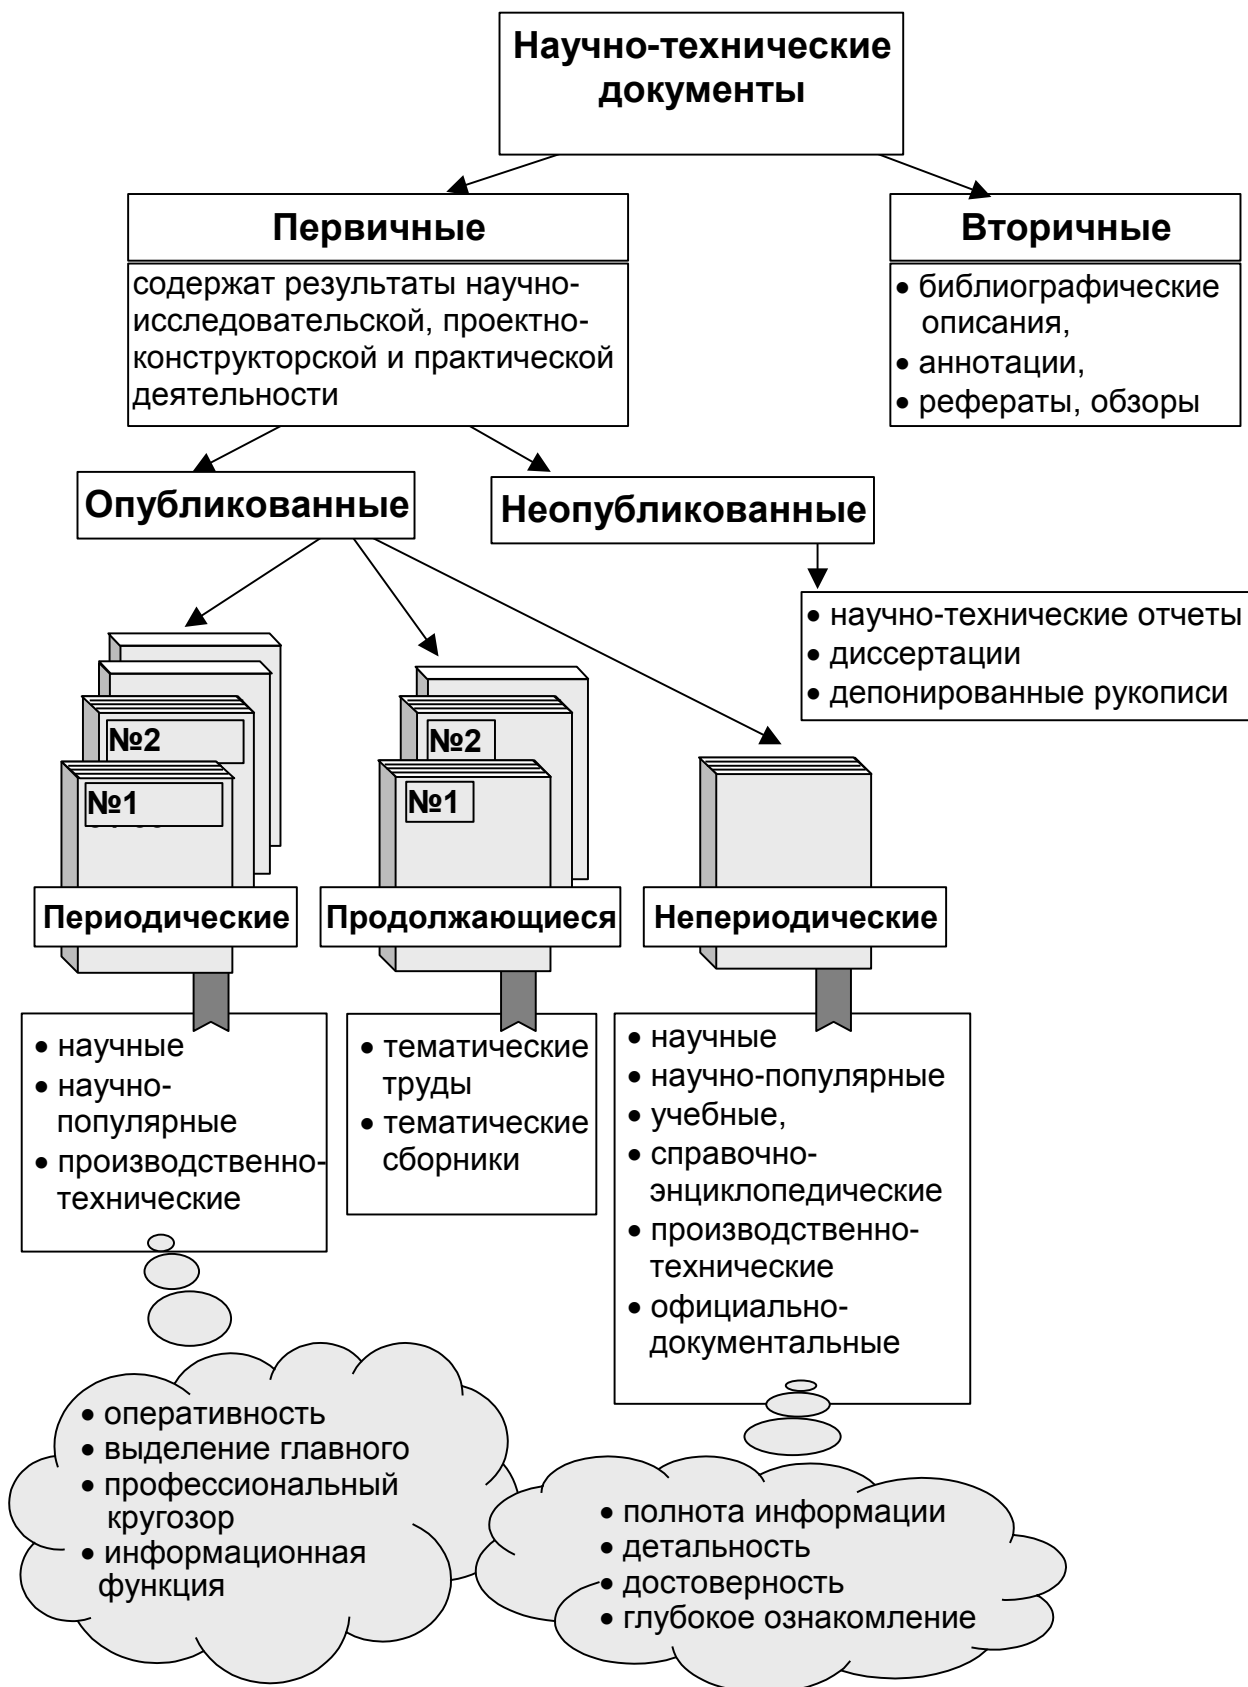 Научно-технические
документы
Первичные
содержат результаты научно-
исследовательской, проектно-
конструкторской и практической
деятельности
Вторичные
• библиографические
описания,
• аннотации,
• рефераты, обзоры
Опубликованные
Неопубликованные
• научно-технические отчеты
• диссертации
• депонированные рукописи
№2
№1
Периодические
№2
№1
Продолжающиеся
Непериодические
• научные
• научно-
популярные
• производственно-
технические
• тематические
труды
• тематические
сборники
• научные
• научно-популярные
• учебные,
• справочно-
энциклопедические
• производственно-
технические
• официально-
документальные
• оперативность
• выделение главного
• профессиональный
кругозор
• информационная
функция
• полнота информации
• детальность
• достоверность
• глубокое ознакомление